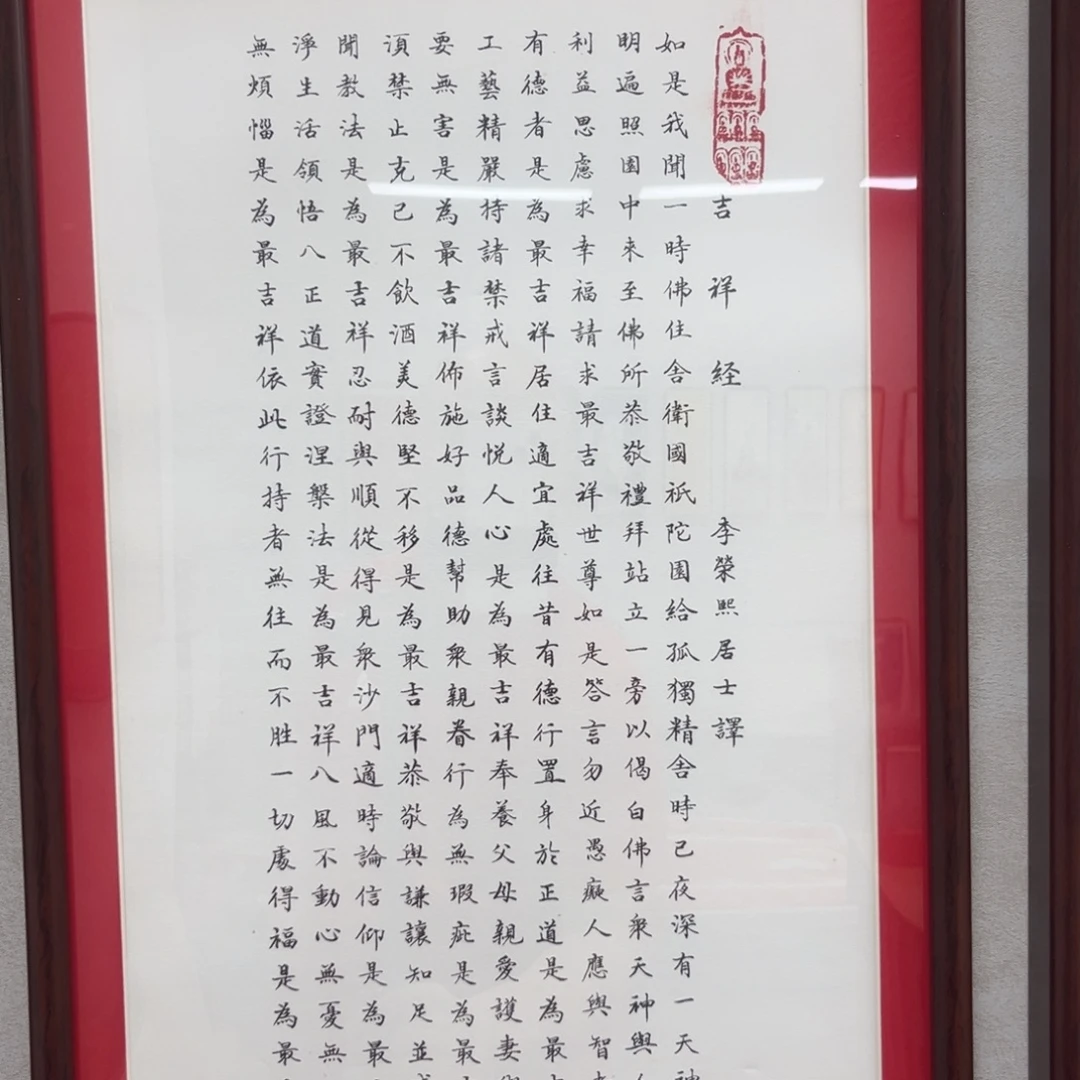 吉祥経 李榮熙居士譯
如是我聞一時佛住舍衛國祇陀園給孤獨精舍時已夜深有一天神
明遍照園中来至佛所恭敬禮拜站立一旁以偈白佛言衆天神與
利益思慮求幸福請求最吉祥世尊如是答言勿近愚癡人應與智
有德者是為最吉祥居住適宜處往昔有德行置身於正道是為最
工藝精嚴持諸禁戒言談悦人心是為最吉祥奉養父母親愛護妻
要無害是為最吉祥佈施好品德幫助衆親眷行為無瑕疵是為最
須禁止克己不飲酒美德堅不移是為最吉祥恭敬與謙讓知足並
聞教法是為最吉祥忍耐與順從得見衆沙門適時論信仰是為最
淨生活領悟八正道實證涅槃法是為最吉祥八風不動心無憂無
無煩惱是為最吉祥依此行持者無往而不胜一切處得福是為最